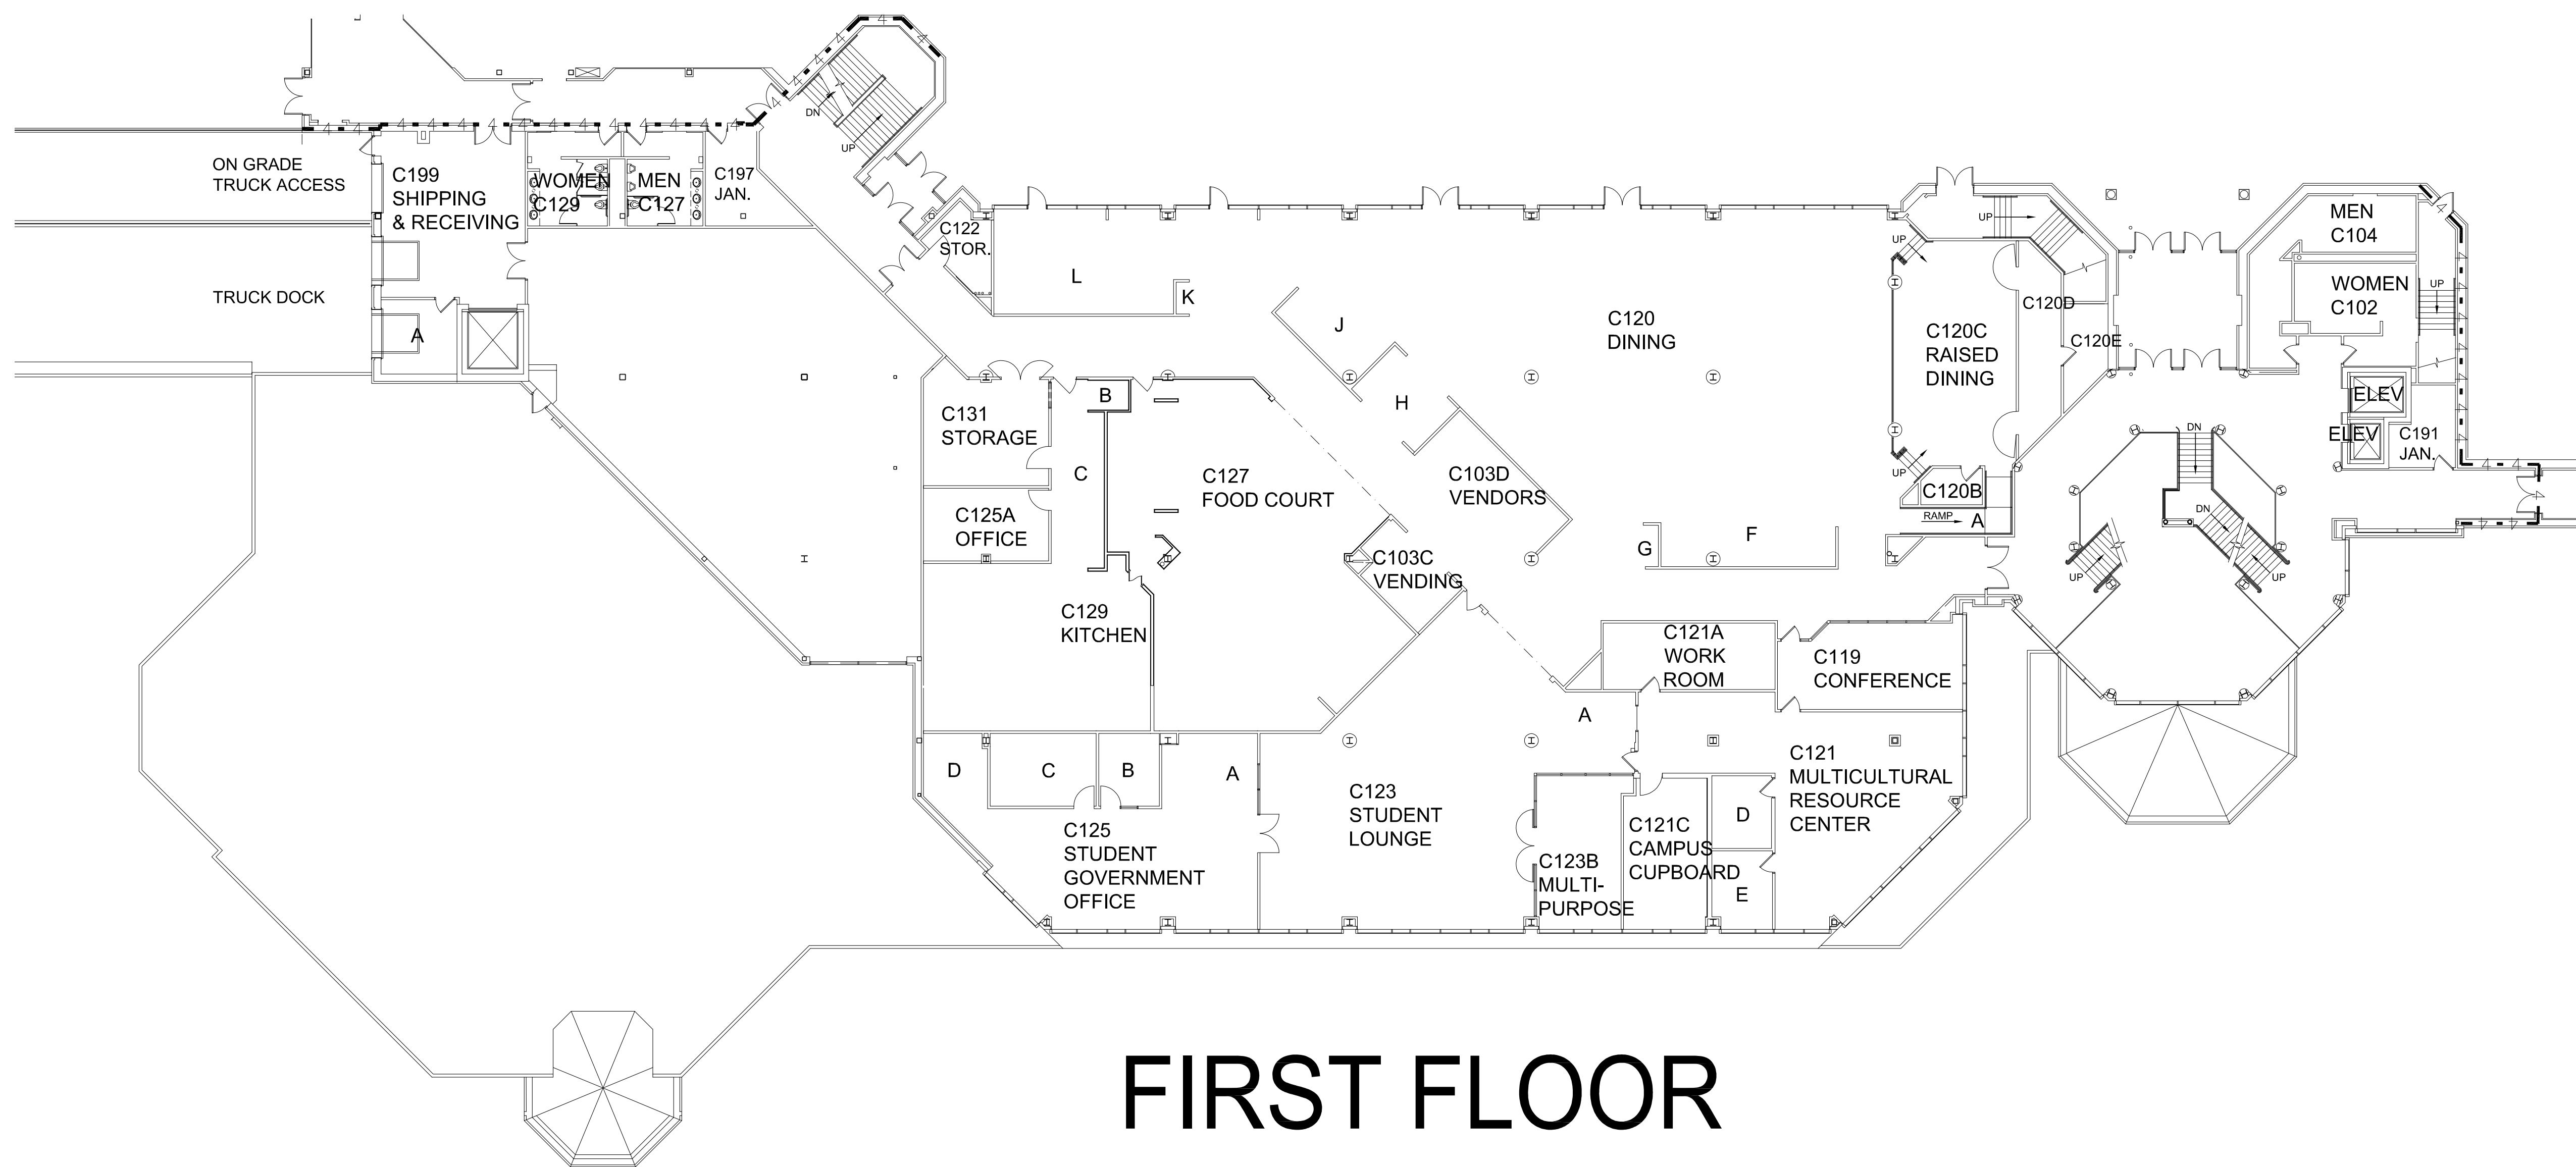 ON GRADE
TRUCK ACCESS
TRUCK DOCK
C199
SHIPPING
& RECEIVING
A
WOMEN
C129
MEN
C127
C197
JAN.
DN
UP
C122
STOR.
L
K
J
H
C120
DINING
UP
UP
UP
C120C
RAISED
DINING
C120D
C120E
C120B
RAMP
A
MEN
C104
WOMEN
C102
UP
ELEV
ELEV
C191
JAN.
DN
DN
UP
UP
C131
STORAGE
B
C
C125A
OFFICE
C127
FOOD COURT
C103D
VENDORS
C103C
VENDING
G
F
C129
KITCHEN
C121A
WORK
ROOM
C119
CONFERENCE
A
D
C
B
A
C125
STUDENT
GOVERNMENT
OFFICE
C123
STUDENT
LOUNGE
C123B
MULTI-
PURPOSE
C121C
CAMPUS
CUPBOARD
D
E
C121
MULTICULTURAL
RESOURCE
CENTER
FIRST FLOOR